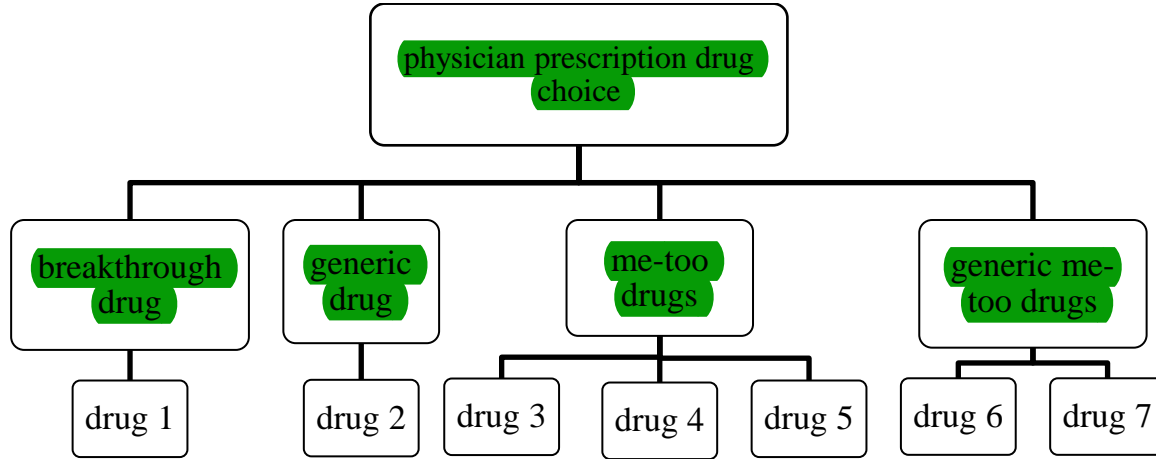 physician prescription drug
choice
breakthrough
drug
generic
drug
me-too
drugs
generic me-
too drugs
drug 1
drug 2
drug 3
drug 4
drug 5
drug 6
drug 7